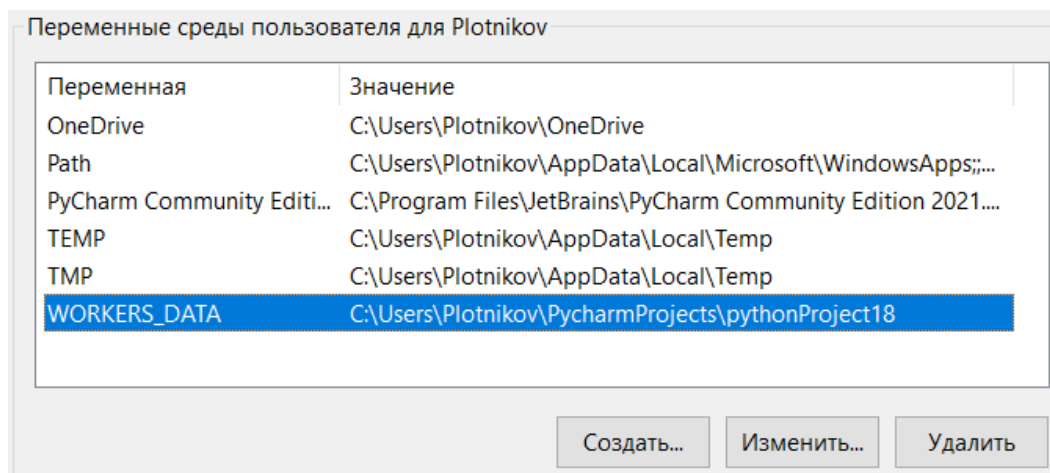 Переменные среды пользователя для Plotnikov
Переменная Значение
OneDrive C:\Users\Plotnikov\OneDrive
Path C:\Users\Plotnikov\AppData\Local\Microsoft\WindowsApps;;...
PyCharm Community Editi... C:\Program Files\JetBrains\PyCharm Community Edition 2021....
TEMP C:\Users\Plotnikov\AppData\Local\Temp
TMP C:\Users\Plotnikov\AppData\Local\Temp
WORKERS_DATA C:\Users\Plotnikov\PycharmProjects\pythonProject18
Создать... Изменить... Удалить